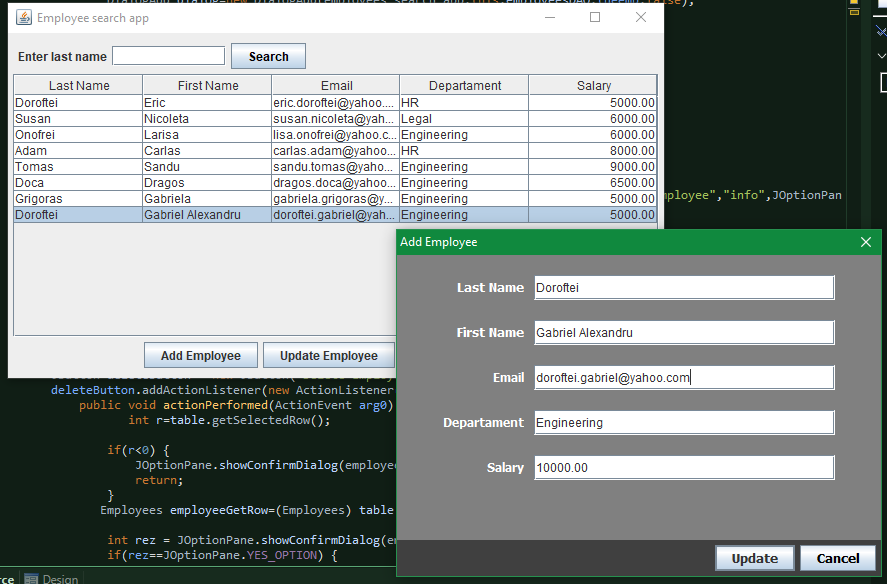 Employee search app
Enter last name Search
Last Name First Name Email Departament Salary
Doroftei Eric eric.doroftei@yahoo.... HR 5000.00
Susan Nicoleta susan.nicoleta@yah... Legal 6000.00
Onofrei Larisa lisa.onofrei@yahoo.c... Engineering 6000.00
Adam Carlas carlas.adam@yahoo... HR 8000.00
Tomas Sandu sandu.tomas@yahoo... Engineering 9000.00
Doca Dragos dragos.doca@yahoo... Engineering 6500.00
Grigoras Gabriela gabriela.grigoras@y... Engineering 5000.00
Doroftei Gabriel Alexandru doroftei.gabriel@yah... Engineering 5000.00
mployee","info",JOptionPan
Add Employee Update Employee
Add Employee
Last Name Doroftei
First Name Gabriel Alexandru
Email doroftei.gabriel@yahoo.com
Departament Engineering
Salary 10000.00
Update Cancel
deleteButton.addActionListener(new ActionListener
public void actionPerformed(ActionEvent arg0)
int r=table.getSelectedRow();
if(r<0) {
JOptionPane.showConfirmDialog(employe
return;
}
Employees employeeGetRow=(Employees) table
int rez = JOptionPane.showConfirmDialog(e
if(rez==JOptionPane.YES_OPTION) {
rce Design